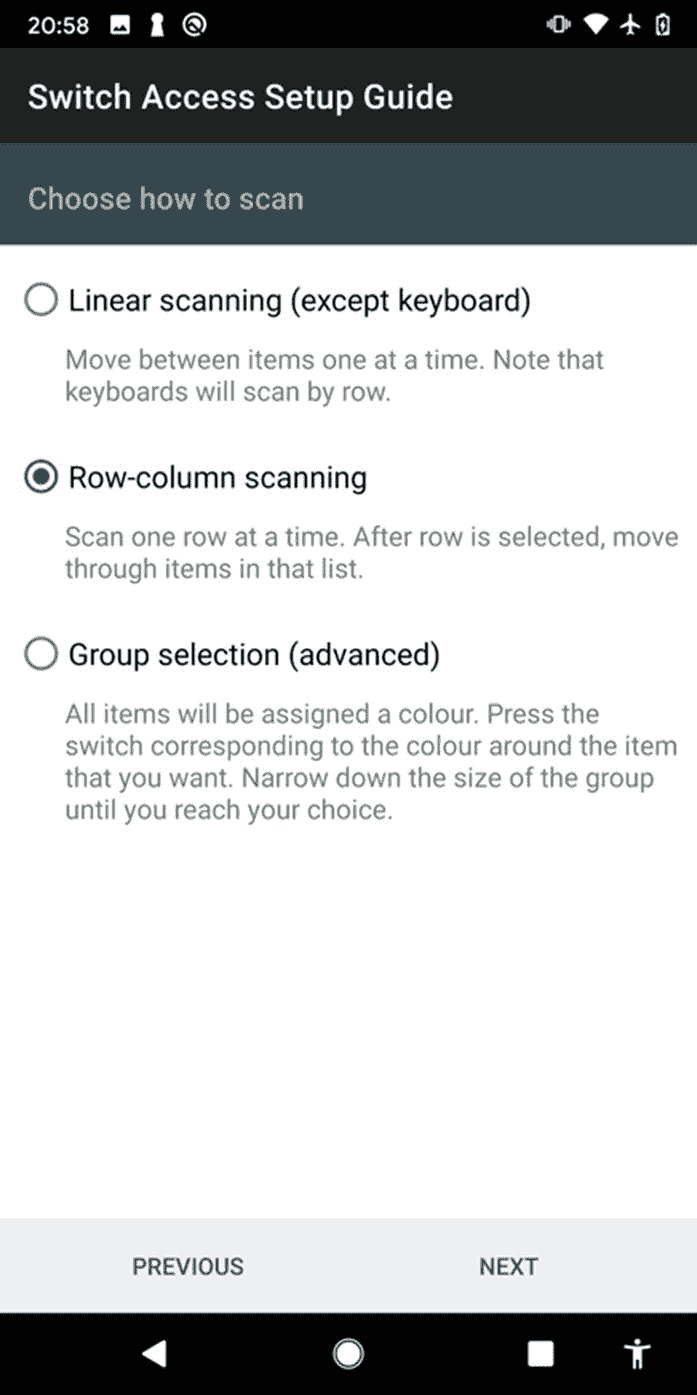 20:58
Switch Access Setup Guide
Choose how to scan
Linear scanning (except keyboard)
Move between items one at a time. Note that
keyboards will scan by row.
Row-column scanning
Scan one row at a time. After row is selected, move
through items in that list.
Group selection (advanced)
All items will be assigned a colour. Press the
switch corresponding to the colour around the item
that you want. Narrow down the size of the group
until you reach your choice.
PREVIOUS NEXT